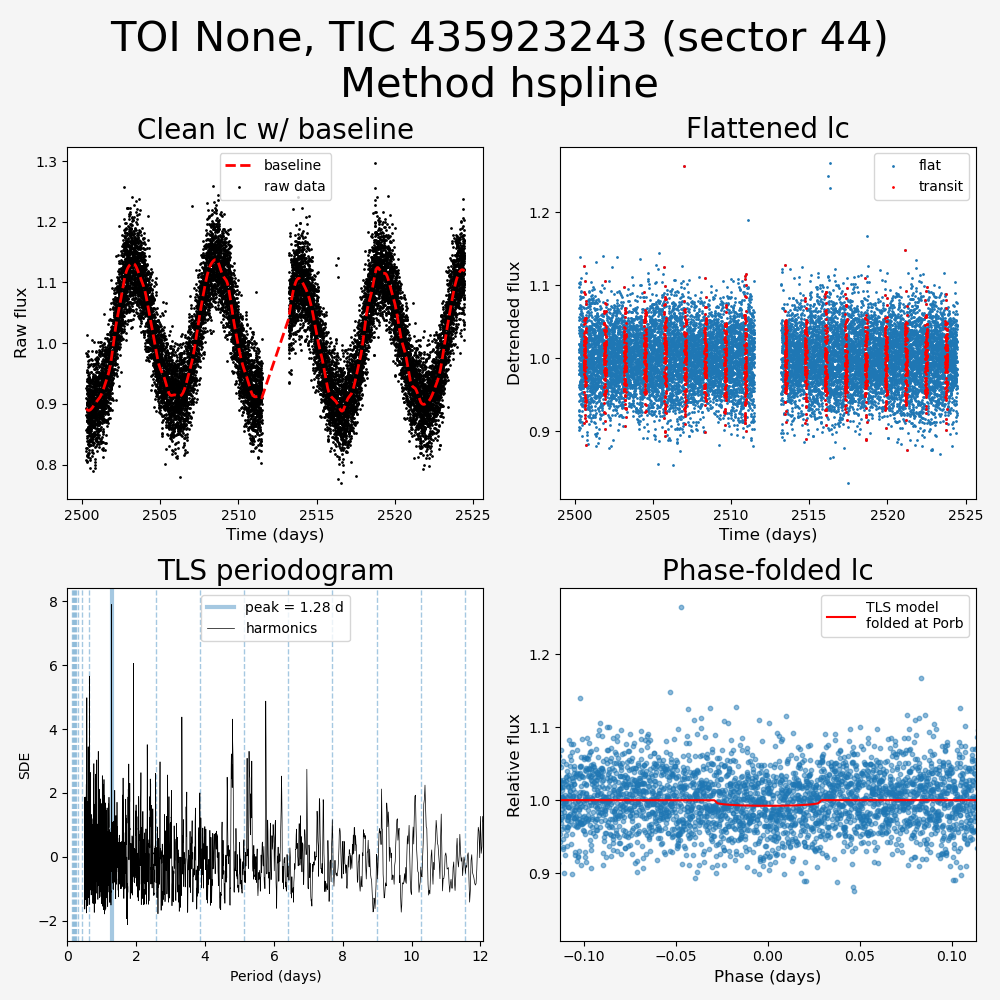 TOI None, TIC 435923243 (sector 44)
Method hspline
Clean lc w/ baseline
Raw flux
1.3
1.2
1.1
1.0
0.9
0.8
baseline
raw data
2500
2505
2510
2515
2520
2525
Time (days)
Flattened lc
Detrended flux
1.2
1.1
1.0
0.9
flat
transit
2500
2505
2510
2515
2520
2525
Time (days)
TLS periodogram
SDE
8
6
4
2
0
−2
peak = 1.28 d
harmonics
0
2
4
6
8
10
12
Period (days)
Phase-folded lc
Relative flux
1.2
1.1
1.0
0.9
TLS model
folded at Porb
−0.10
−0.05
0.00
0.05
0.10
Phase (days)